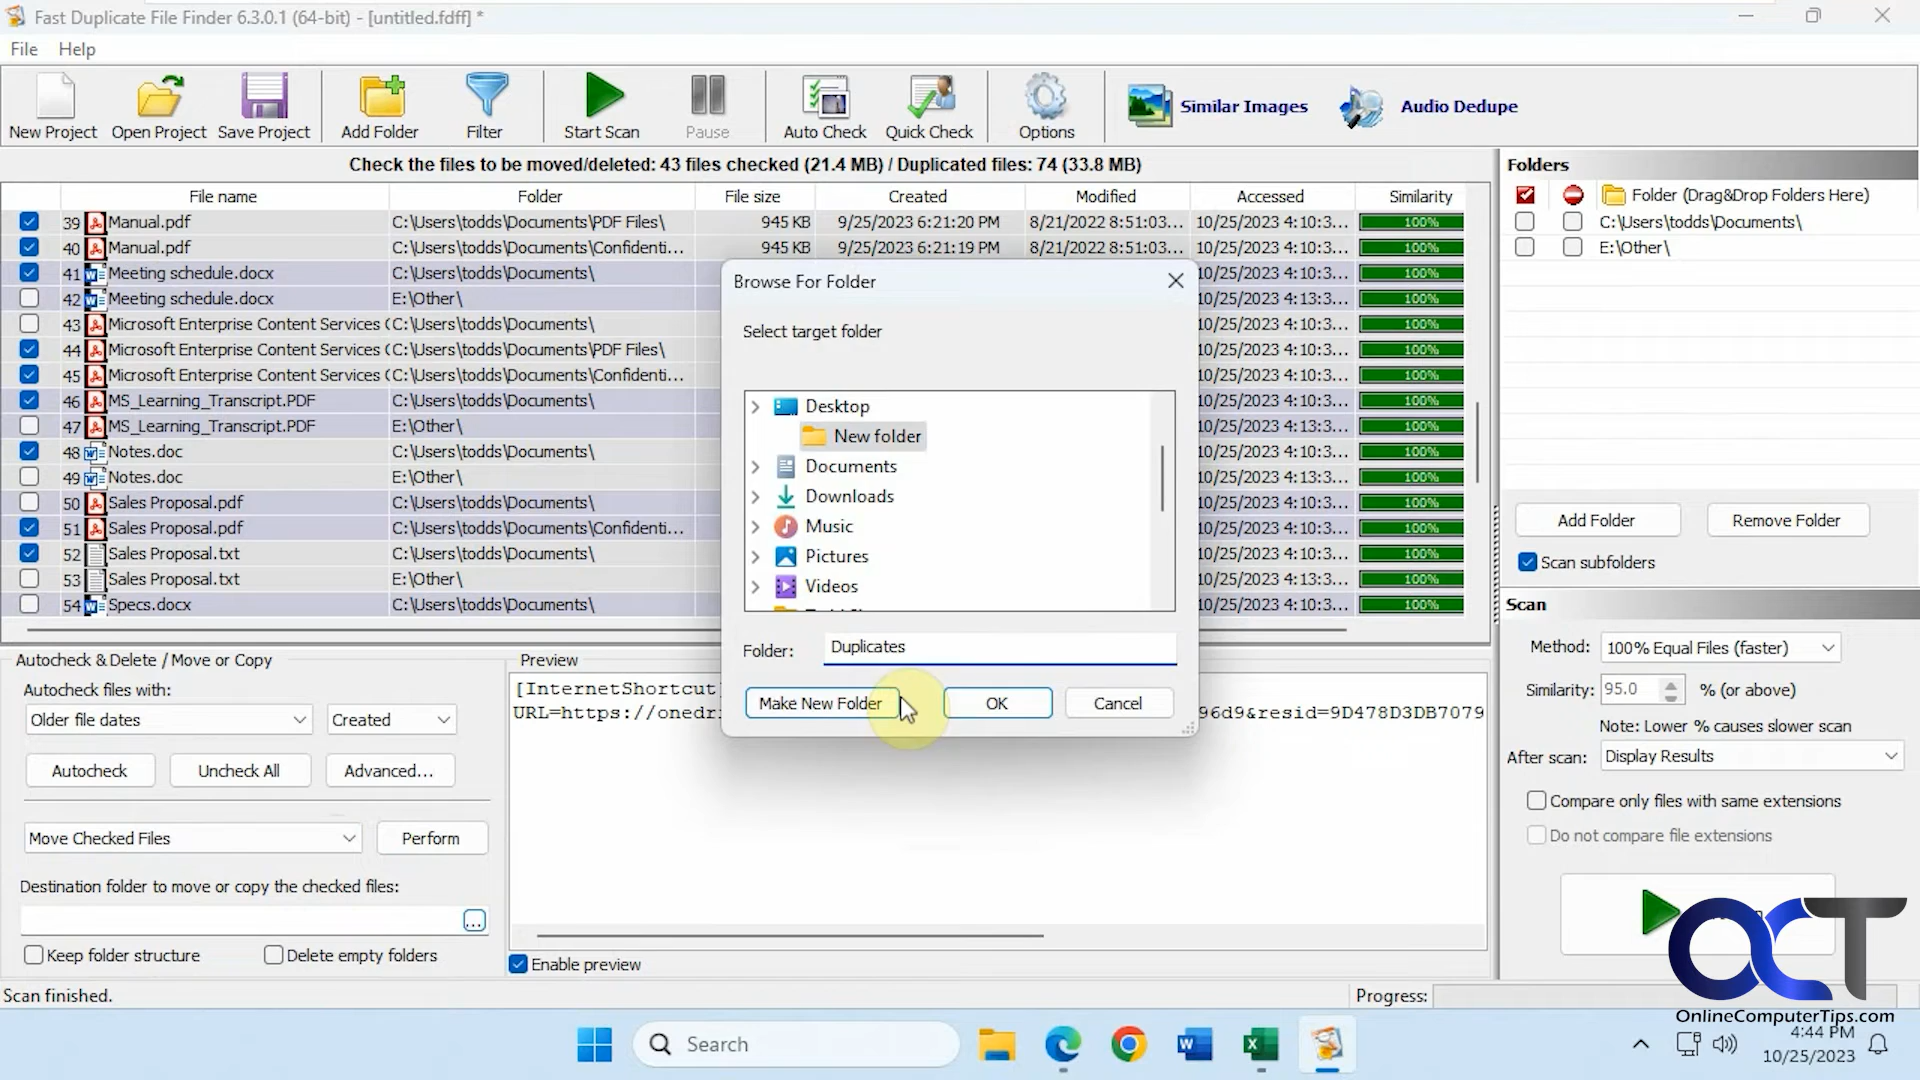 Fast Duplicate File Finder 6.3.0.1 (64-bit) - [untitled.fdff] *
File Help
New Project Open Project Save Project Add Folder Filter Start Scan Pause Auto Check Quick Check Options Similar Images Audio Dedupe
Check the files to be moved/deleted: 43 files checked (21.4 MB) / Duplicated files: 74 (33.8 MB)
File name Folder File size Created Modified Accessed Similarity
39 Manual.pdf C:\Users\todds\Documents\PDF Files\ 945 KB 9/25/2023 6:21:20 PM 8/21/2022 8:51:03... 10/25/2023 4:10:3... 100%
40 Manual.pdf C:\Users\todds\Documents\Confidenti... 945 KB 9/25/2023 6:21:19 PM 8/21/2022 8:51:03... 10/25/2023 4:10:3... 100%
41 Meeting schedule.docx C:\Users\todds\Documents\ 10/25/2023 4:10:3... 100%
42 Meeting schedule.docx E:\Other\ 10/25/2023 4:13:3... 100%
43 Microsoft Enterprise Content Services ( C:\Users\todds\Documents\ 10/25/2023 4:10:3... 100%
44 Microsoft Enterprise Content Services ( C:\Users\todds\Documents\PDF Files\ 10/25/2023 4:10:3... 100%
45 Microsoft Enterprise Content Services ( C:\Users\todds\Documents\Confidenti... 10/25/2023 4:10:3... 100%
46 MS_Learning_Transcript.PDF C:\Users\todds\Documents\ 10/25/2023 4:10:3... 100%
47 MS_Learning_Transcript.PDF E:\Other\ 10/25/2023 4:13:3... 100%
48 Notes.doc C:\Users\todds\Documents\ 10/25/2023 4:10:3... 100%
49 Notes.doc E:\Other\ 10/25/2023 4:13:3... 100%
50 Sales Proposal.pdf C:\Users\todds\Documents\ 10/25/2023 4:10:3... 100%
51 Sales Proposal.pdf C:\Users\todds\Documents\Confidenti... 10/25/2023 4:10:3... 100%
52 Sales Proposal.txt C:\Users\todds\Documents\ 10/25/2023 4:10:3... 100%
53 Sales Proposal.txt E:\Other\ 10/25/2023 4:13:3... 100%
54 Specs.docx C:\Users\todds\Documents\ 10/25/2023 4:10:3... 100%
Browse For Folder
Select target folder
Desktop
New folder
Documents
Downloads
Music
Pictures
Videos
Folder: Duplicates
Make New Folder OK Cancel
Folders
Folder (Drag&Drop Folders Here)
C:\Users\todds\Documents\
E:\Other\
Add Folder Remove Folder
Scan subfolders
Scan
Method: 100% Equal Files (faster)
Similarity: 95.0 % (or above)
Note: Lower % causes slower scan
After scan: Display Results
Compare only files with same extensions
Do not compare file extensions
Autocheck & Delete / Move or Copy
Autocheck files with:
Older file dates Created
Autocheck Uncheck All Advanced...
Move Checked Files Perform
Destination folder to move or copy the checked files:
...
Keep folder structure Delete empty folders
Preview
[InternetShortcut
URL=https://onedri 96d9&resid=9D478D3DB7079
Enable preview
Scan finished.
Progress:
OCT
OnlineComputerTips.com
Search
4:44 PM
10/25/2023